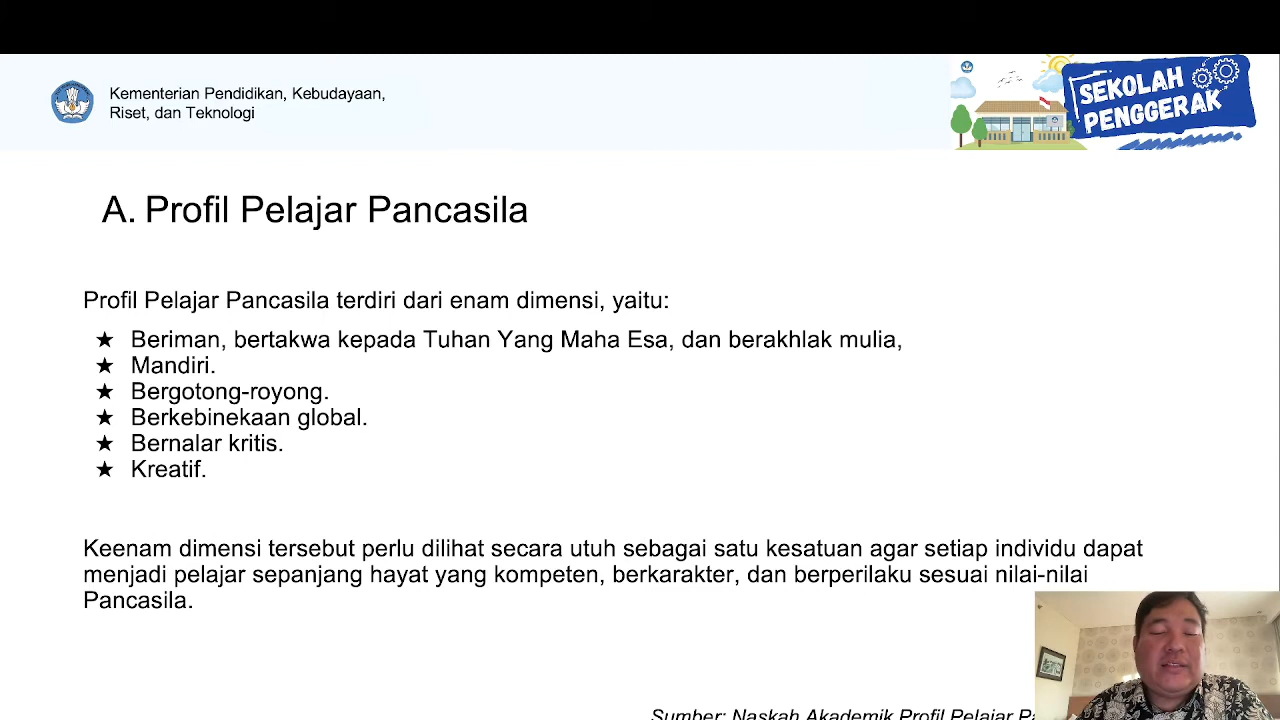 Kementerian Pendidikan, Kebudayaan,
Riset, dan Teknologi
SEKOLAH
PENGGERAK
A. Profil Pelajar Pancasila
Profil Pelajar Pancasila terdiri dari enam dimensi, yaitu:
★ Beriman, bertakwa kepada Tuhan Yang Maha Esa, dan berakhlak mulia,
★ Mandiri.
★ Bergotong-royong.
★ Berkebinekaan global.
★ Bernalar kritis.
★ Kreatif.
Keenam dimensi tersebut perlu dilihat secara utuh sebagai satu kesatuan agar setiap individu dapat
menjadi pelajar sepanjang hayat yang kompeten, berkarakter, dan berperilaku sesuai nilai-nilai
Pancasila.
Sumber: Naskah Akademik Profil Pelajar